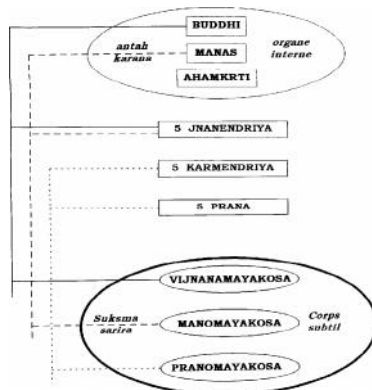 BUDDHI
antah karana
MANAS
organe interne
AHAMKRTI
5 JNANENDRIYA
5 KARMENDRIYA
5 PRANA
VIJNANAMAYAKOSA
Suksma sarira
MANOMAYAKOSA
Corps subtil
PRANOMAYAKOSA